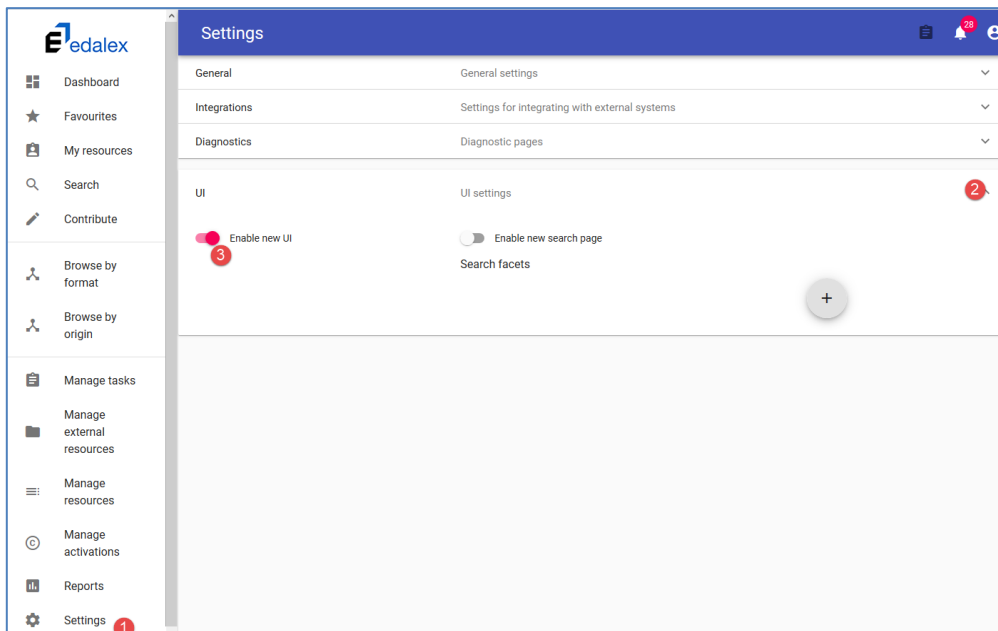 edalex
Settings
28
Dashboard
Favourites
My resources
Search
Contribute
Browse by
format
Browse by
origin
Manage tasks
Manage
external
resources
Manage
resources
Manage
activations
Reports
Settings
1
General General settings
Integrations Settings for integrating with external systems
Diagnostics Diagnostic pages
UI UI settings
2
Enable new UI Enable new search page
3
Search facets
+